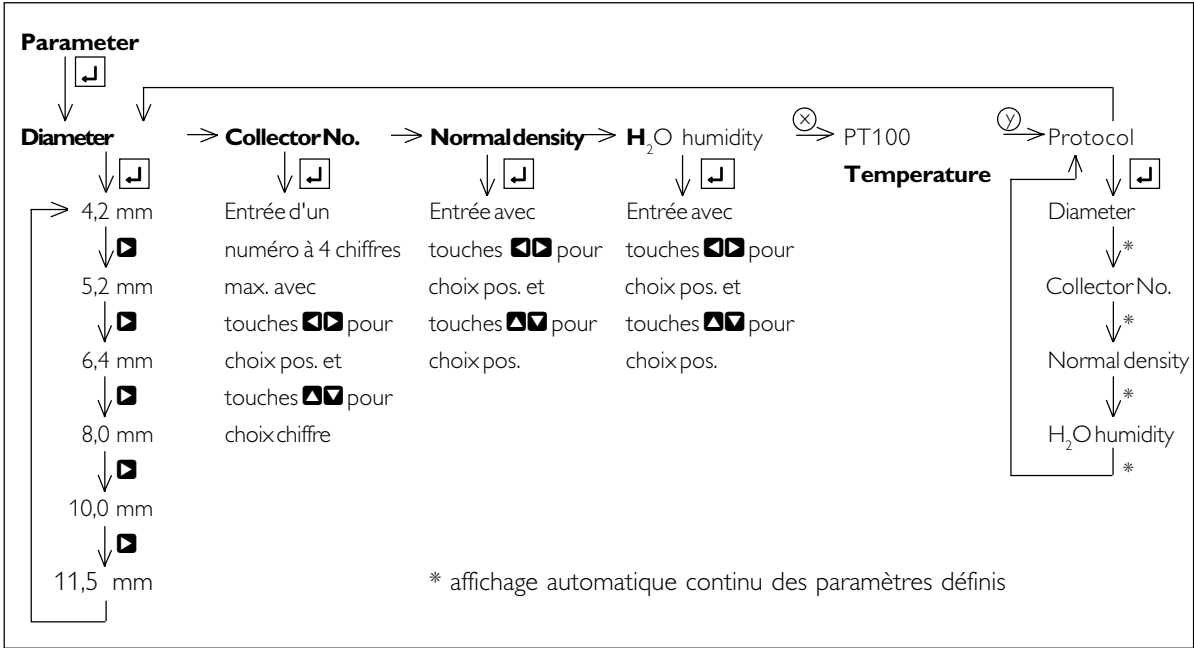 Parameter
Diameter
Collector No.
Normal density
H₂O humidity
x
PT100
Temperature
y
Protocol
4,2 mm
5,2 mm
6,4 mm
8,0 mm
10,0 mm
11,5 mm
Entrée d'un
numéro à 4 chiffres
max. avec
touches ◀▶ pour
choix pos. et
touches ▲▼ pour
choix chiffre
Entrée avec
touches ◀▶ pour
choix pos. et
touches ▲▼ pour
choix pos.
Entrée avec
touches ◀▶ pour
choix pos. et
touches ▲▼ pour
choix pos.
Diameter
*
Collector No.
*
Normal density
*
H₂O humidity
*
* affichage automatique continu des paramètres définis